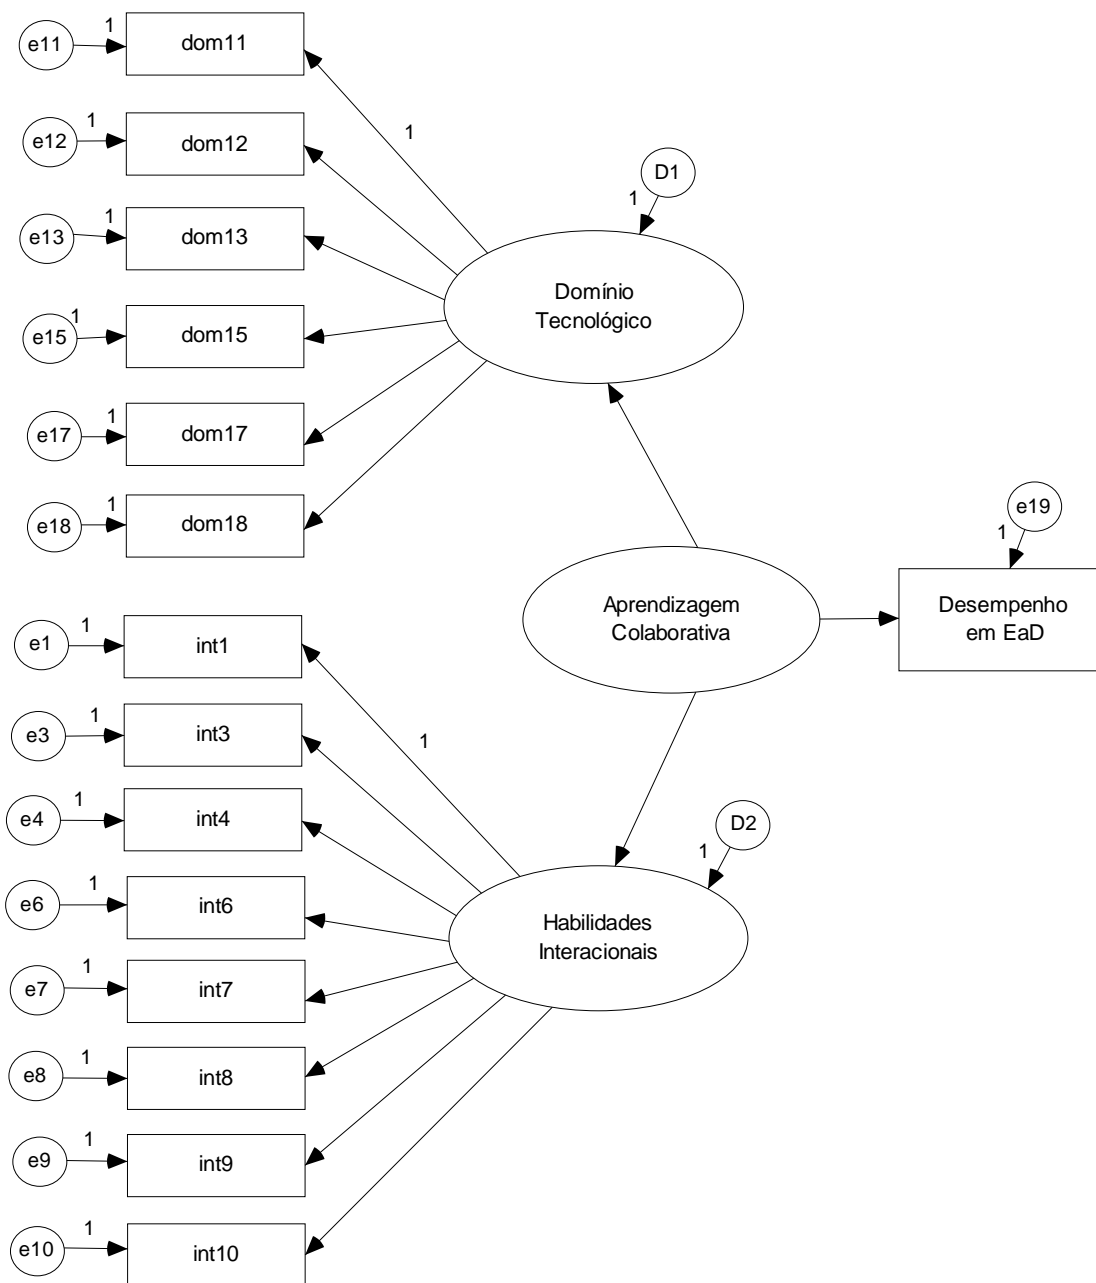 e11
1
dom11
e12
1
dom12
1
e13
1
dom13
e15
1
dom15
e17
1
dom17
e18
1
dom18
D1
1
Domínio
Tecnológico
Aprendizagem
Colaborativa
e19
1
Desempenho
em EaD
e1
1
int1
e3
1
int3
1
e4
1
int4
e6
1
int6
e7
1
int7
e8
1
int8
e9
1
int9
e10
1
int10
D2
1
Habilidades
Interacionais